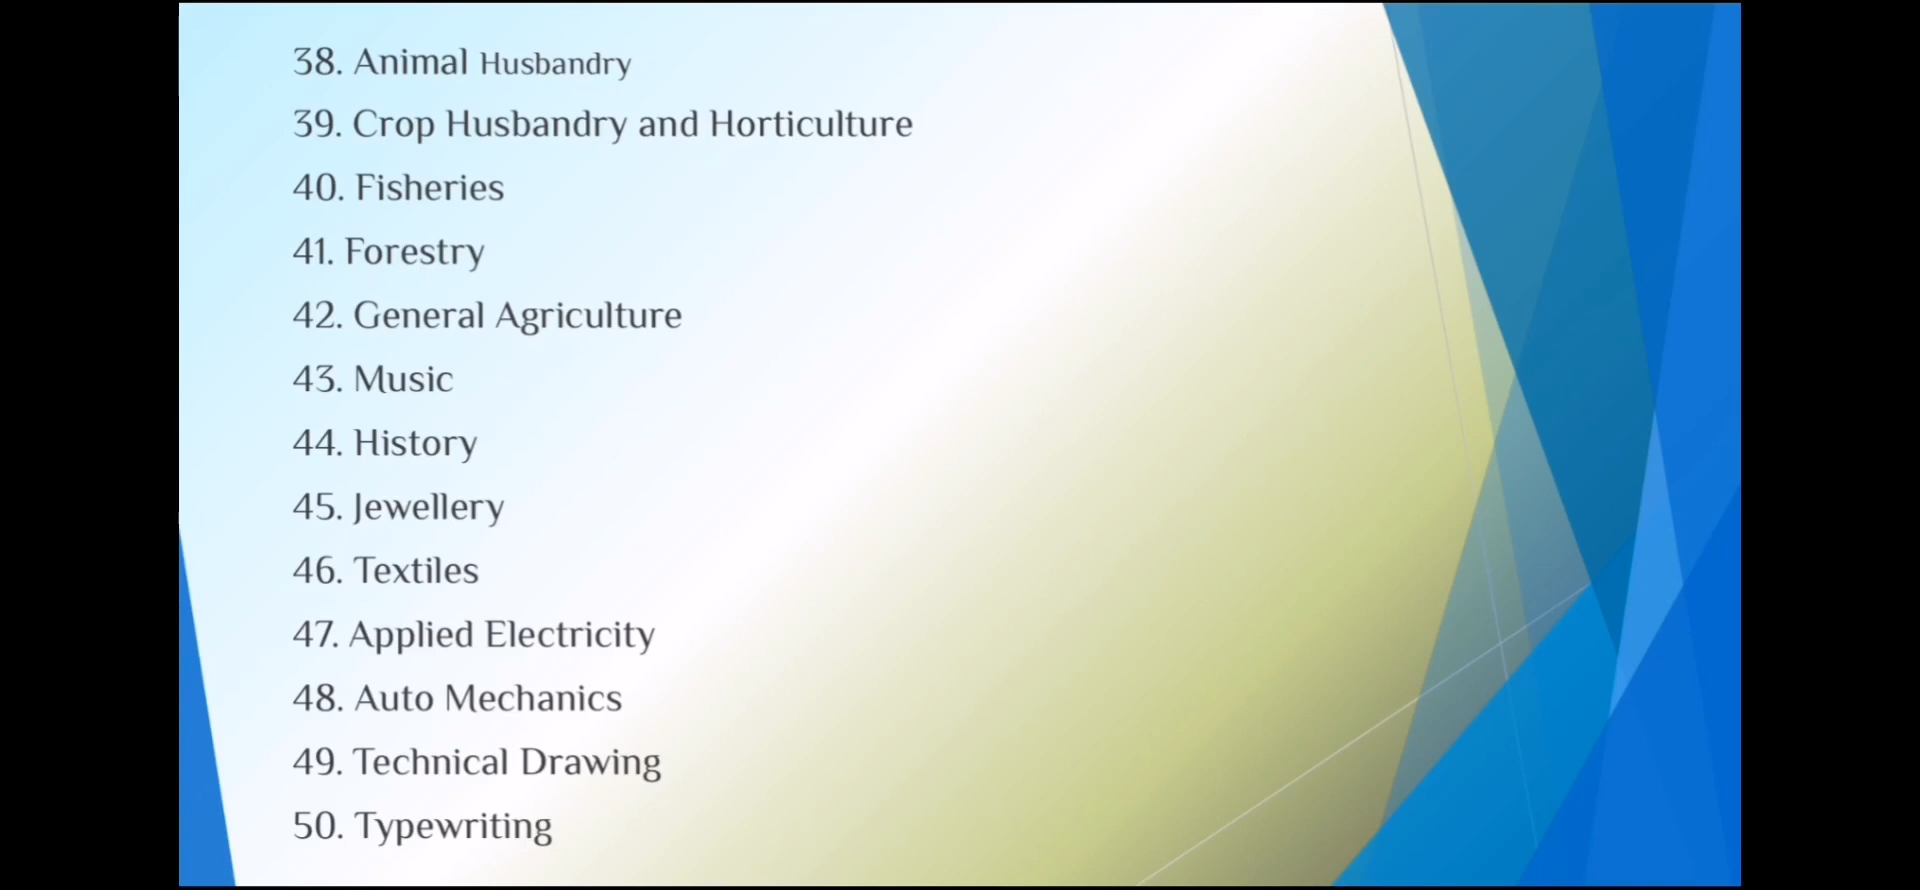 38. Animal Husbandry
39. Crop Husbandry and Horticulture
40. Fisheries
41. Forestry
42. General Agriculture
43. Music
44. History
45. Jewellery
46. Textiles
47. Applied Electricity
48. Auto Mechanics
49. Technical Drawing
50. Typewriting